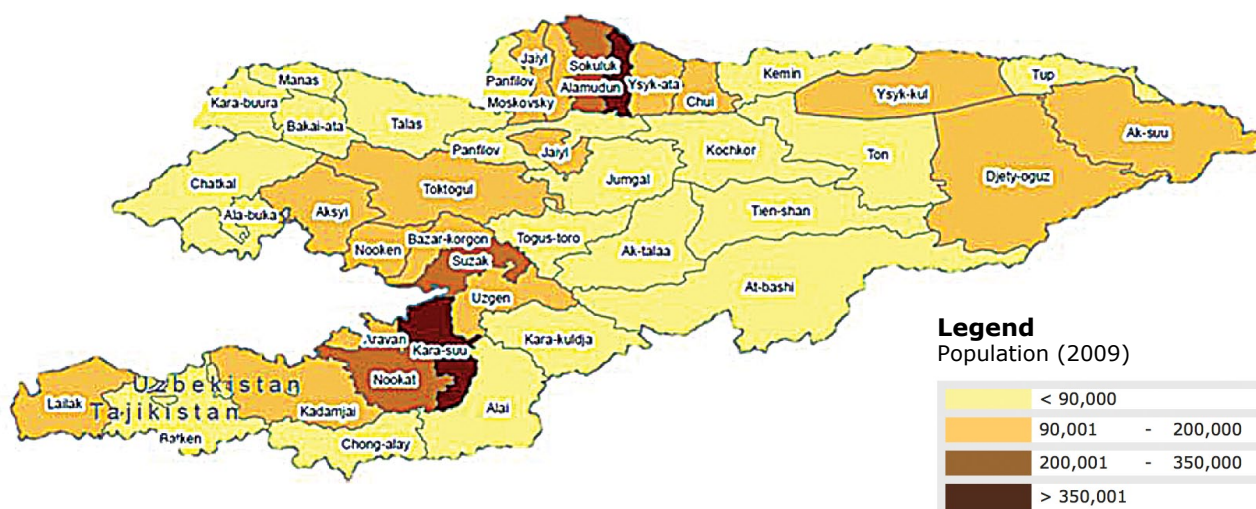 Jaiyl
Sokuluk
Panfilov
Alamudun
Ysyk-ata
Moskovsky
Chui
Kemin
Tup
Ysyk-kul
Ak-suu
Manas
Kara-buura
Bakai-ata
Talas
Panfilov
Jaiyl
Kochkor
Ton
Djety-oguz
Chatkal
Toktogul
Jumgal
Ala-buka
Aksyi
Tien-shan
Nooken
Bazar-korgon
Togus-toro
Ak-talaa
Suzak
At-bashi
Uzgen
Aravan
Kara-suu
Kara-kuldja
Nookat
Uzbekistan
Lailak
Tajikistan
Kadamjai
Alai
Batken
Chong-alay
Legend
Population (2009)
< 90,000
90,001 - 200,000
200,001 - 350,000
> 350,001